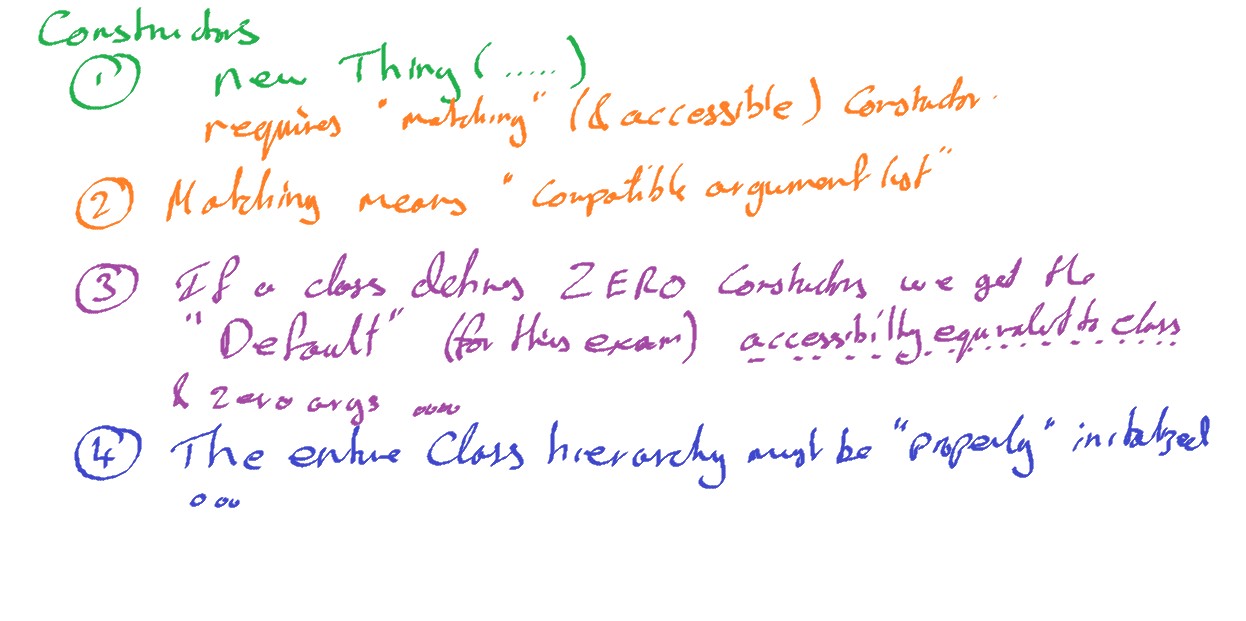 Constructors
① new Thing (.....)
requires "matching" (& accessible) Constructor.
② Matching means "Compatible argument list"
③ If a class defines ZERO Constructors we get the
"Default" (for this exam) accessibility equivalent to class
& zero args ....
④ The entire Class hierarchy must be "properly" initialized
...